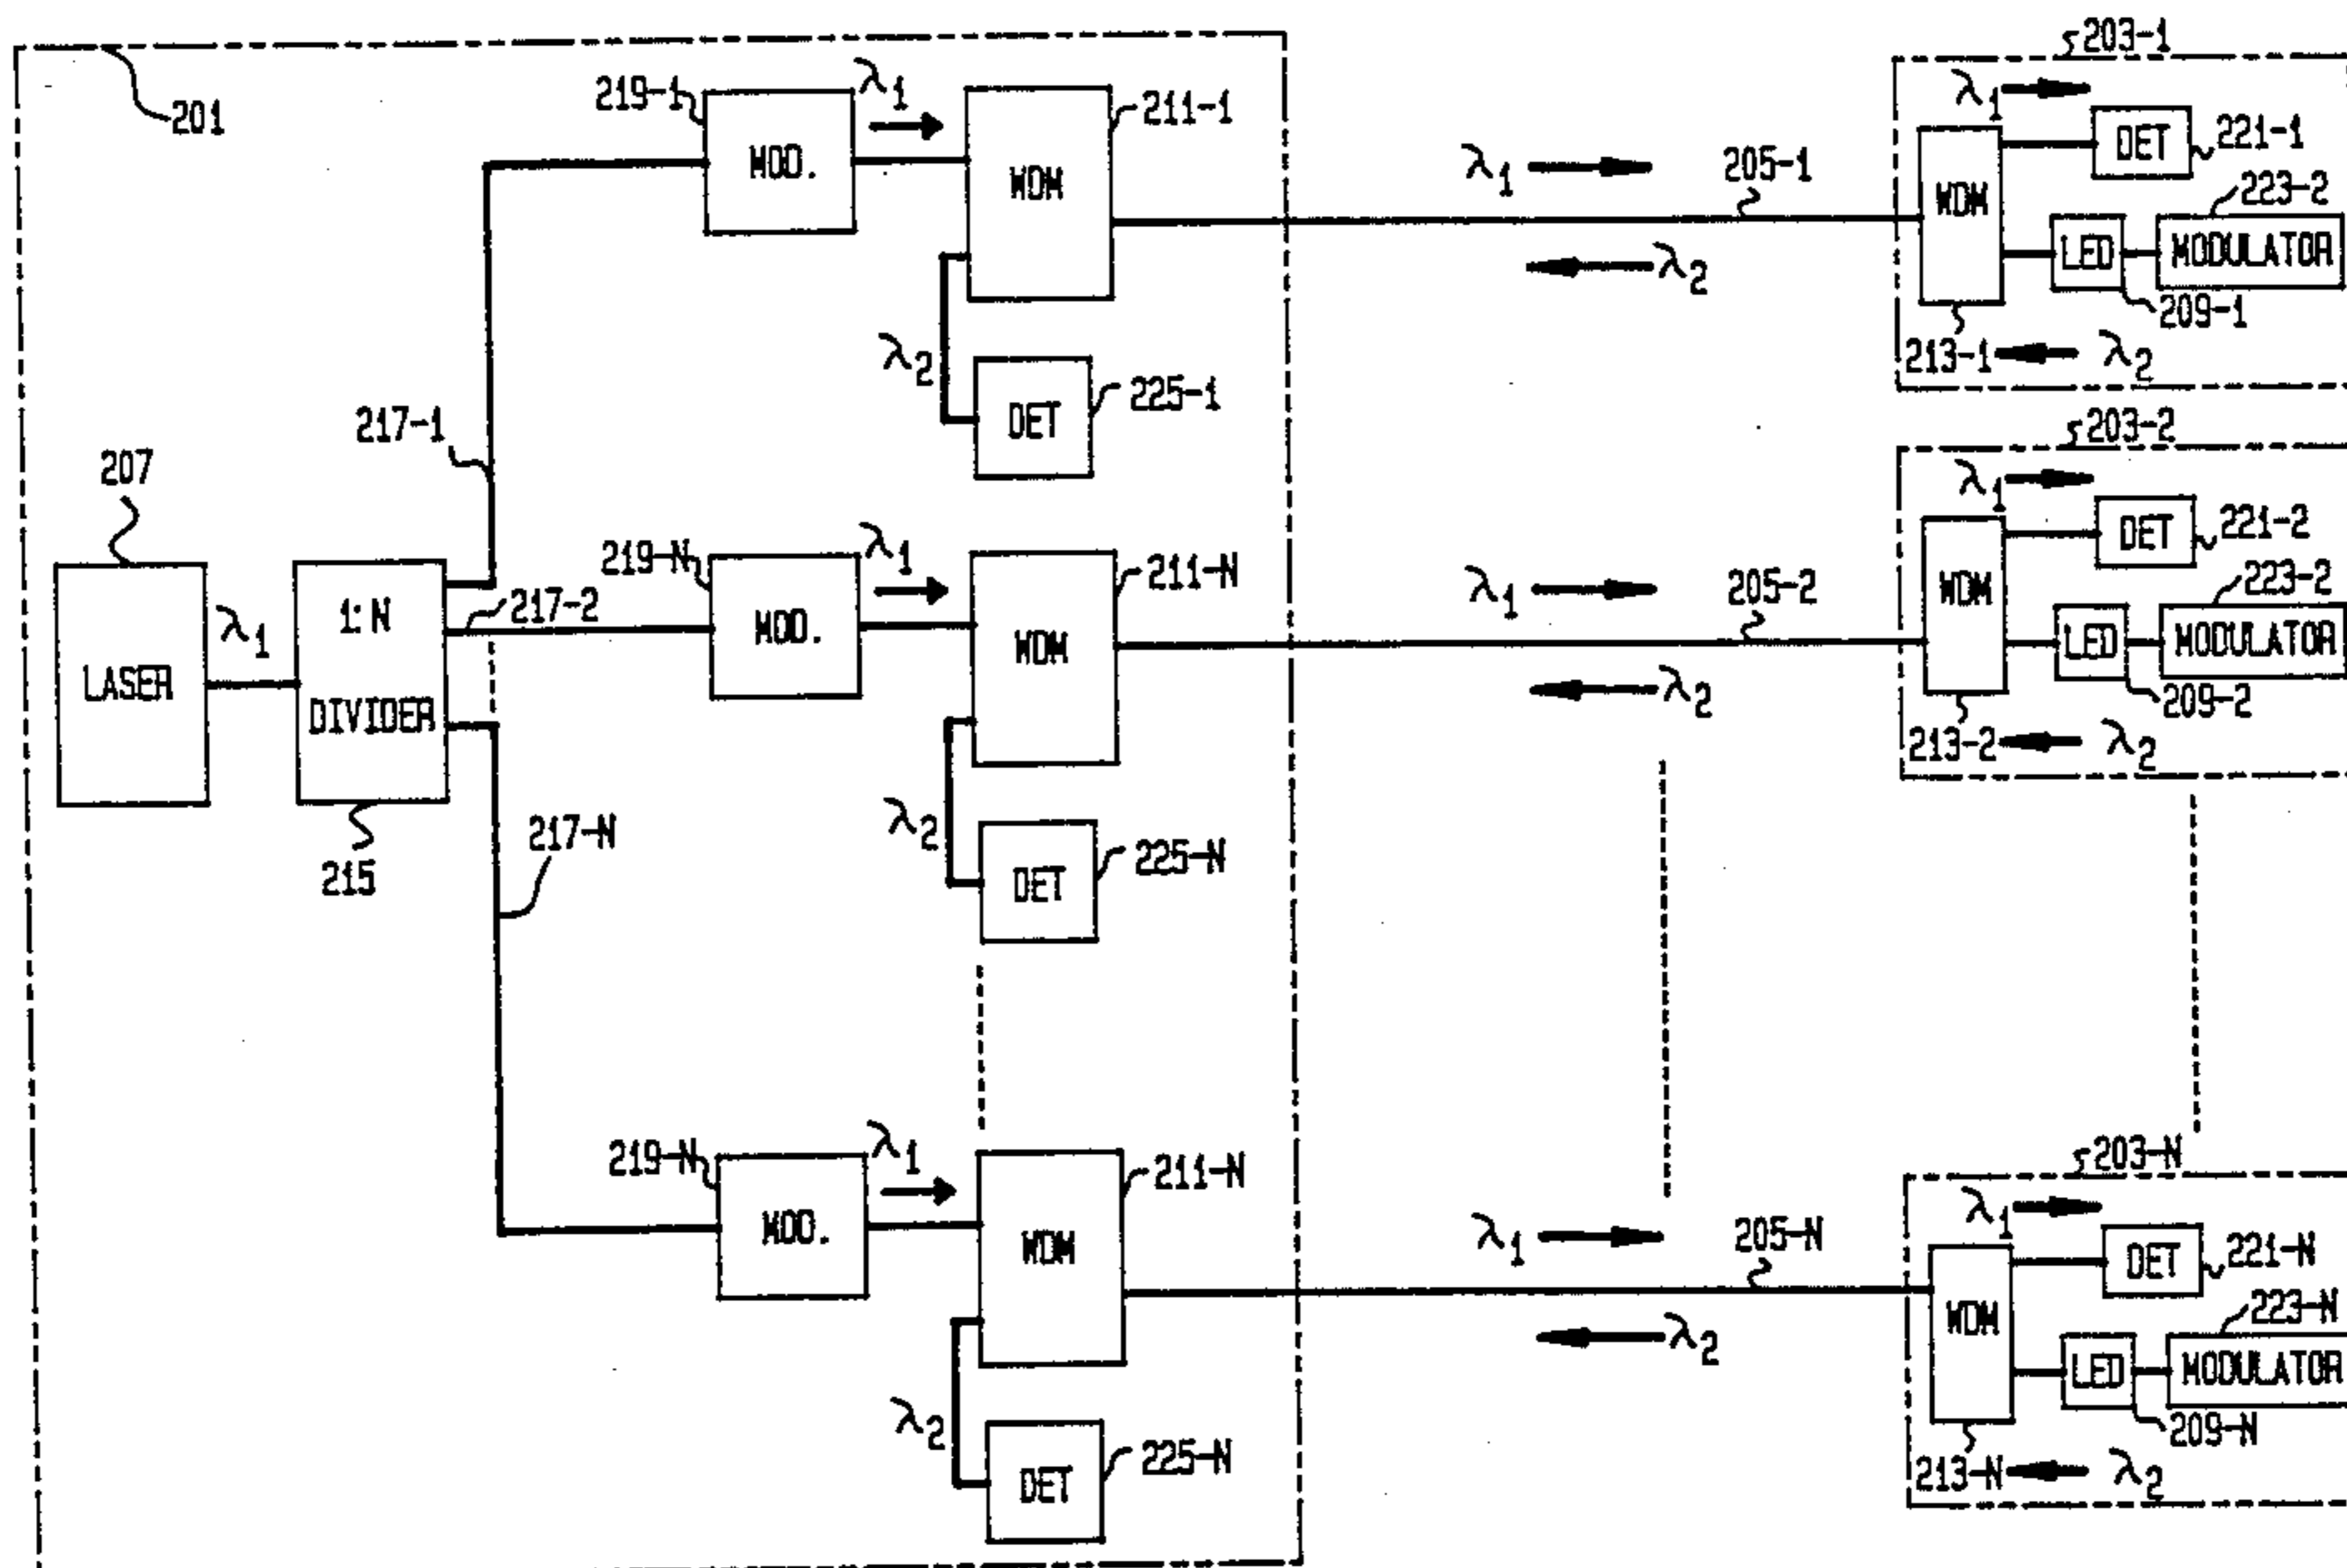 201
219-1
λ1
MOD.
WDM
211-1
λ2
DET
225-1
λ1
205-1
λ2
203-1
λ1
WDM
DET
221-1
223-2
LED
MODULATOR
209-1
213-1
λ2
217-1
207
LASER
λ1
1:N
DIVIDER
215
217-2
217-N
219-N
λ1
MOD.
WDM
211-N
λ2
DET
225-N
λ1
205-2
λ2
203-2
λ1
WDM
DET
221-2
223-2
LED
MODULATOR
209-2
213-2
λ2
219-N
λ1
MOD.
WDM
211-N
λ2
DET
225-N
λ1
205-N
λ2
203-N
λ1
WDM
DET
221-N
223-N
LED
MODULATOR
209-N
213-N
λ2